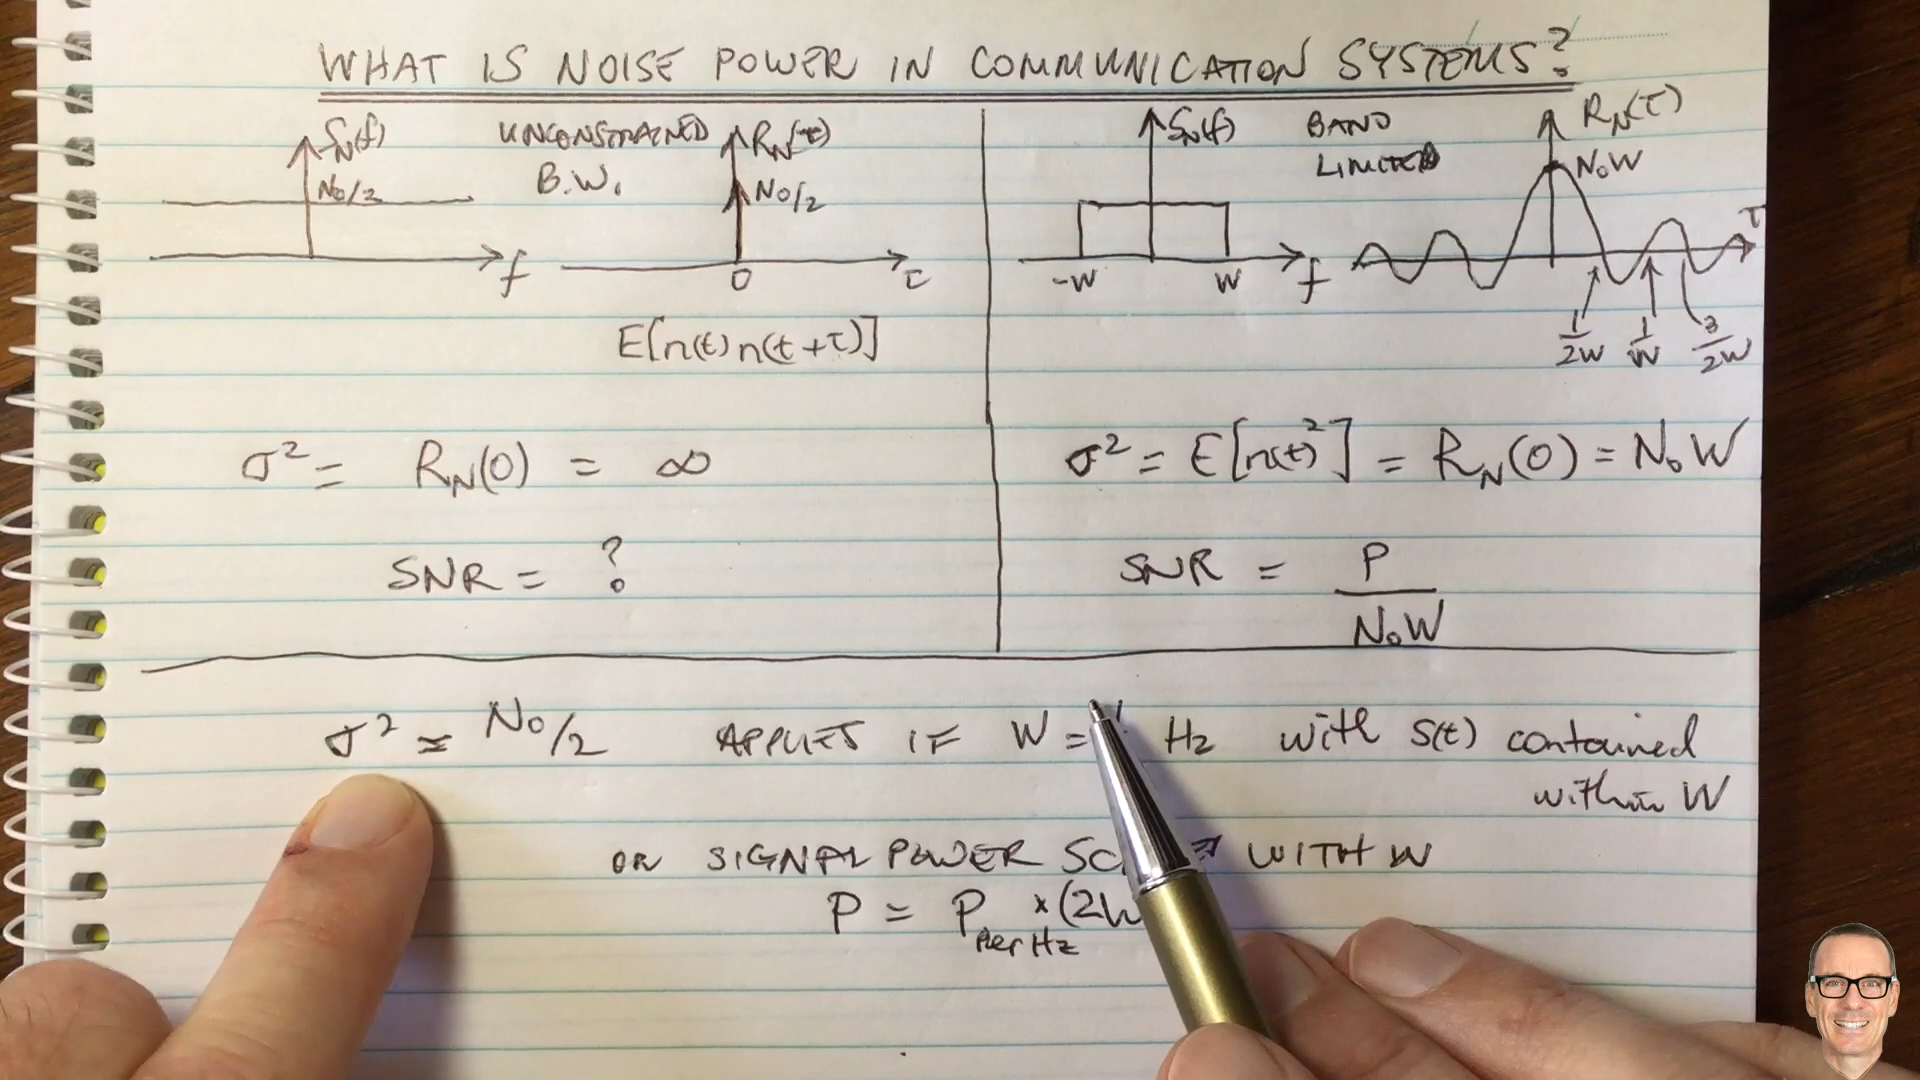 WHAT IS NOISE POWER IN COMMUNICATION SYSTEMS?
S_N(f)
N₀/2
f
UNCONSTRAINED
B.W.
R_N(τ)
N₀/2
0
τ
E[n(t)n(t+τ)]
σ² = R_N(0) = ∞
SNR = ?
S_N(f)
-W
W
f
BAND
LIMITED
R_N(τ)
N₀W
τ
1/2W
1/W
3/2W
σ² = E[n(t)²] = R_N(0) = N₀W
SNR = P/N₀W
σ² = N₀/2 APPLIES IF W = Hz with s(t) contained
within W
OR SIGNAL POWER WITH W
P = P per Hz × (2W